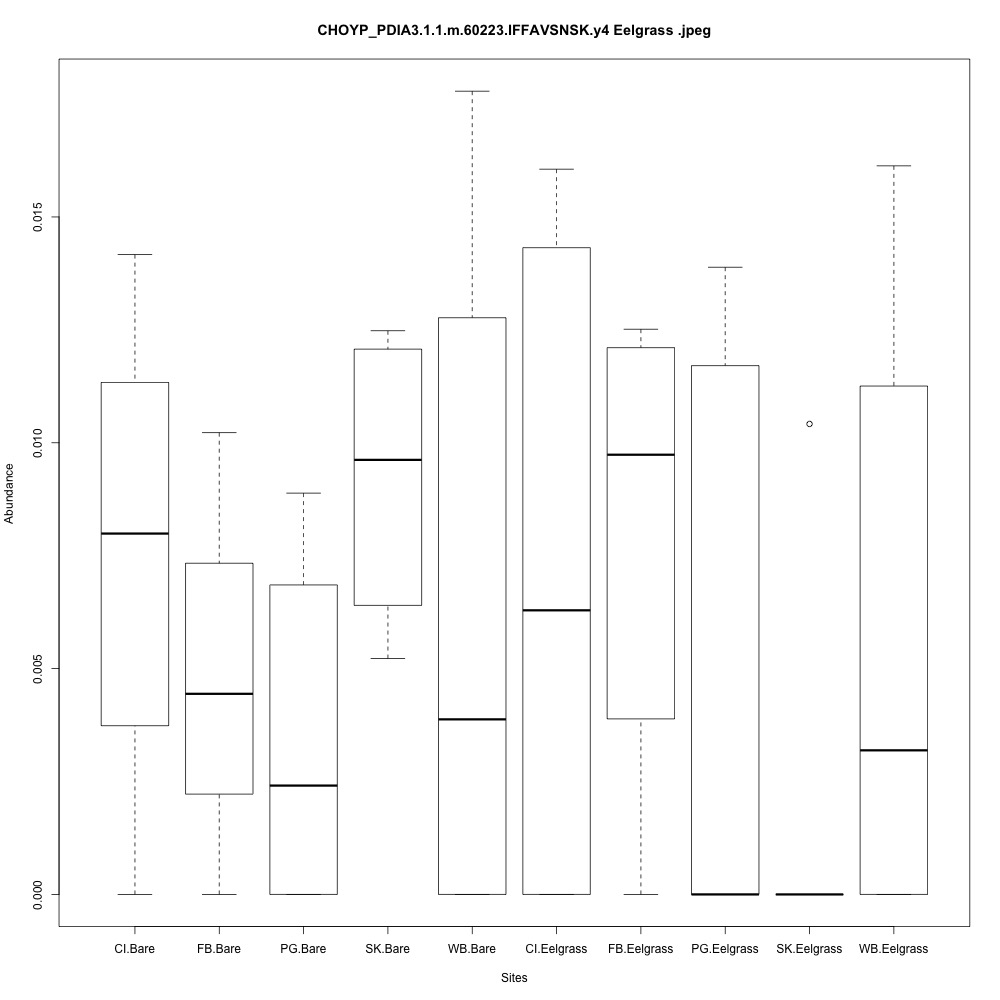 CHOYP_PDIA3.1.1.m.60223.IFFAVSNSK.y4 Eelgrass .jpeg
Abundance
0.015
0.010
0.005
0.000
CI.Bare FB.Bare PG.Bare SK.Bare WB.Bare CI.Eelgrass FB.Eelgrass PG.Eelgrass SK.Eelgrass WB.Eelgrass
Sites